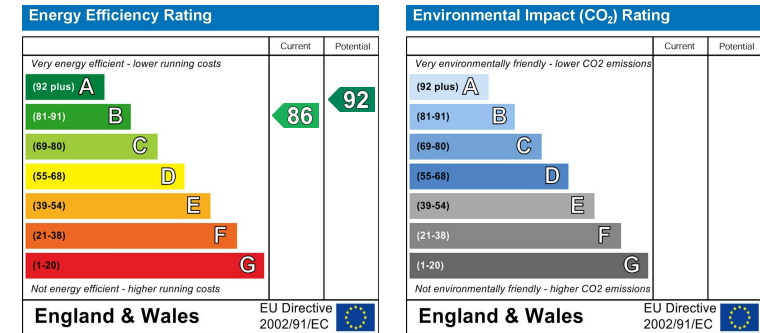 Energy Efficiency Rating
Current Potential
Very energy efficient - lower running costs
(92 plus) A
(81-91) B
(69-80) C
(55-68) D
(39-54) E
(21-38) F
(1-20) G
86
92
Not energy efficient - higher running costs
England & Wales
EU Directive
2002/91/EC
Environmental Impact (CO₂) Rating
Current Potential
Very environmentally friendly - lower CO2 emissions
(92 plus) A
(81-91) B
(69-80) C
(55-68) D
(39-54) E
(21-38) F
(1-20) G
Not environmentally friendly - higher CO2 emissions
England & Wales
EU Directive
2002/91/EC